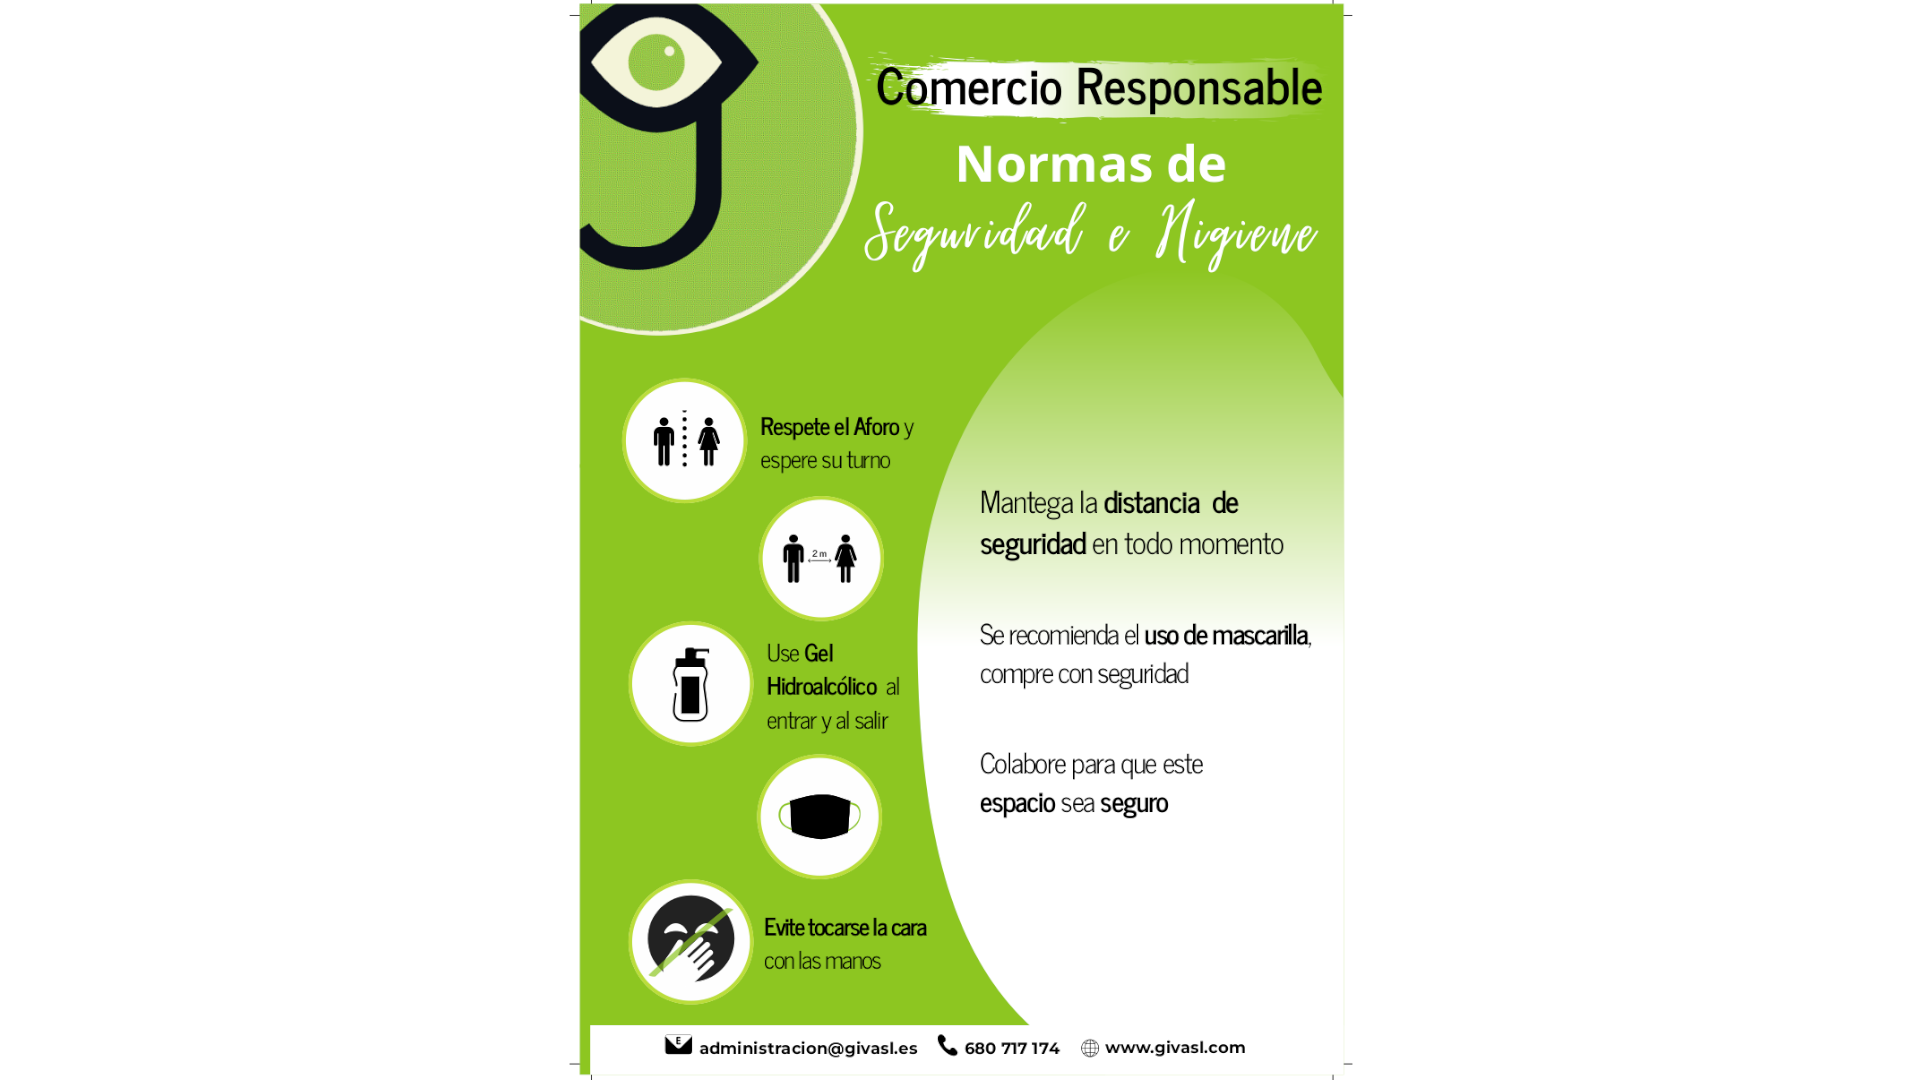 Comercio Responsable
Normas de
Seguridad e Higiene
Respete el Aforo y
espere su turno
2 m
Mantega la distancia de
seguridad en todo momento
Use Gel
Hidroalcólico al
entrar y al salir
Se recomienda el uso de mascarilla,
compre con seguridad
Colabore para que este
espacio sea seguro
Evite tocarse la cara
con las manos
E
administracion@givasl.es 680 717 174 www.givasl.com